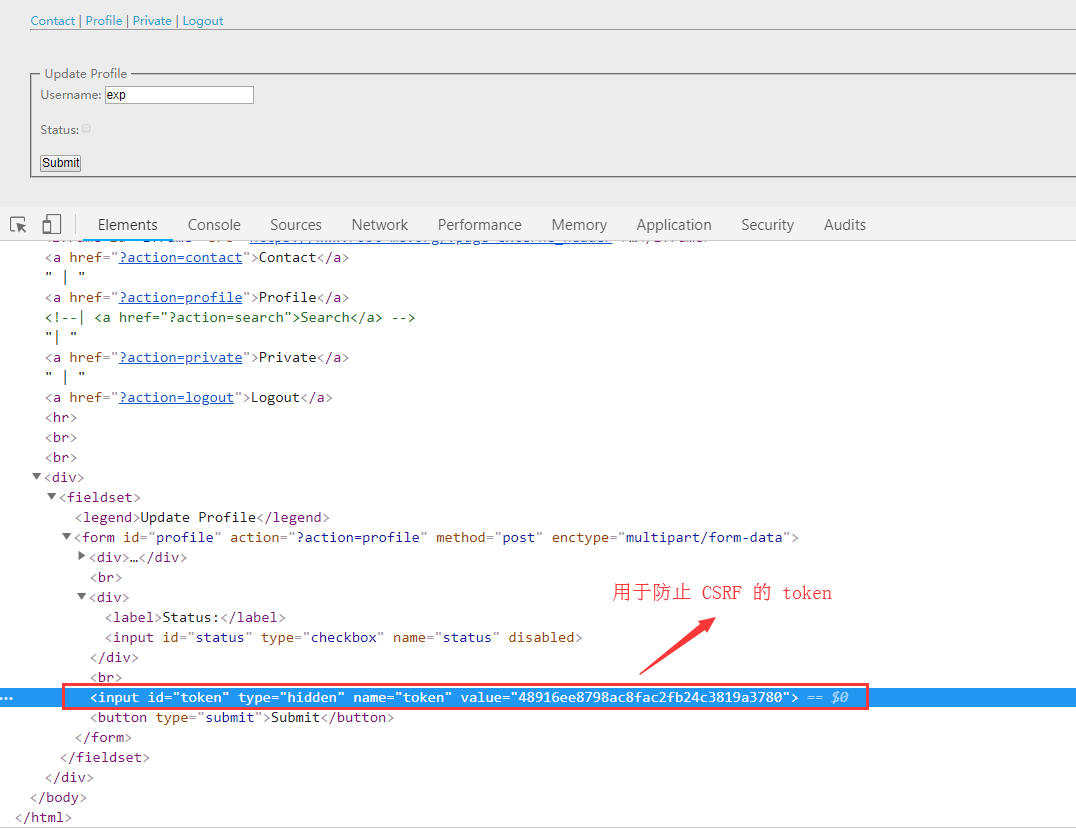 Contact | Profile | Private | Logout
Update Profile
Username: exp
Status:
Submit
Elements Console Sources Network Performance Memory Application Security Audits
<a href="?action=contact">Contact</a>
" | "
<a href="?action=profile">Profile</a>
<!--| <a href="?action=search">Search</a> -->
"| "
<a href="?action=private">Private</a>
" | "
<a href="?action=logout">Logout</a>
<hr>
<br>
<br>
<div>
<fieldset>
<legend>Update Profile</legend>
<form id="profile" action="?action=profile" method="post" enctype="multipart/form-data">
<div>…</div>
<br>
用于防止 CSRF 的 token
<div>
<label>Status:</label>
<input id="status" type="checkbox" name="status" disabled>
</div>
<br>
<input id="token" type="hidden" name="token" value="48916ee8798ac8fac2fb24c3819a3780"> == $0
<button type="submit">Submit</button>
</form>
</fieldset>
</div>
</body>
</html>